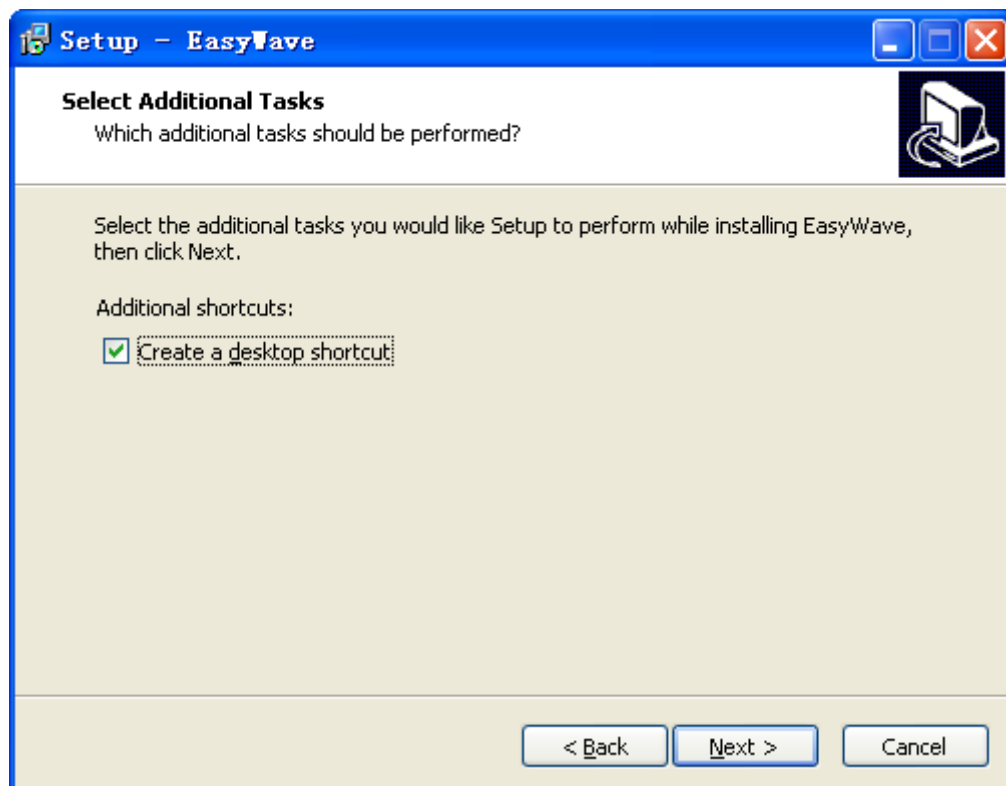 Setup - EasyWave
Select Additional Tasks
Which additional tasks should be performed?
Select the additional tasks you would like Setup to perform while installing EasyWave,
then click Next.
Additional shortcuts:
Create a desktop shortcut
< Back
Next >
Cancel